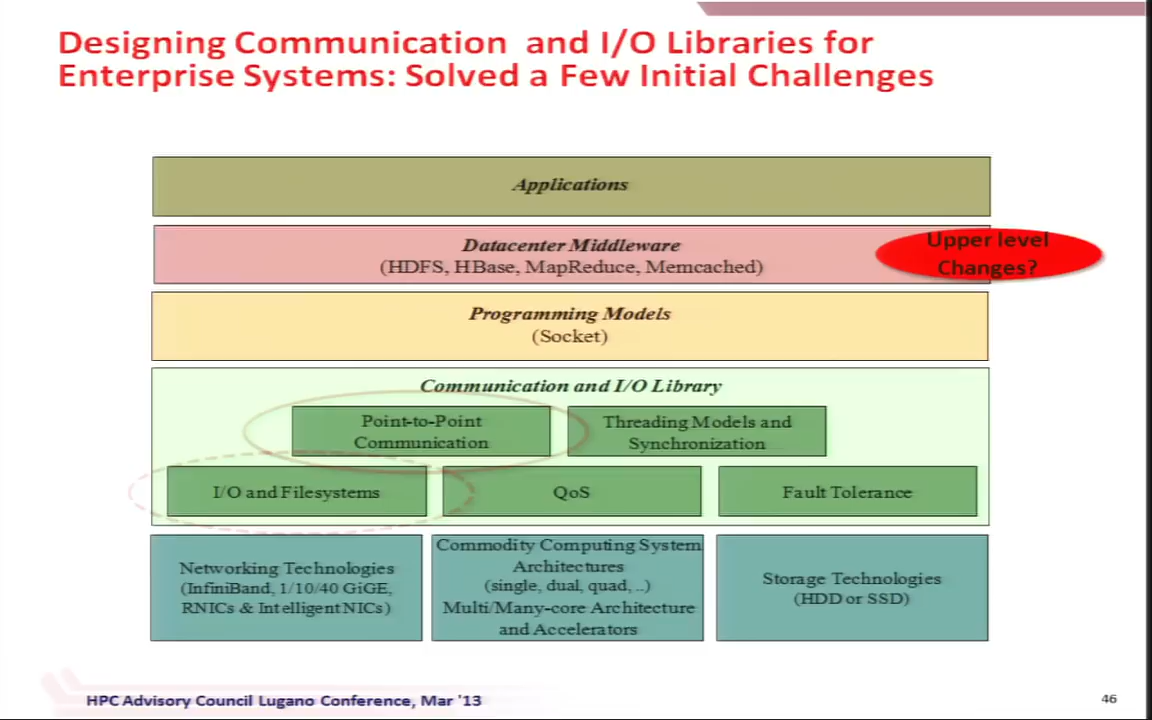 Designing Communication and I/O Libraries for
Enterprise Systems: Solved a Few Initial Challenges
Applications
Datacenter Middleware
(HDFS, HBase, MapReduce, Memcached)
Upper level
Changes?
Programming Models
(Socket)
Communication and I/O Library
Point-to-Point
Communication
Threading Models and
Synchronization
I/O and Filesystems
QoS
Fault Tolerance
Networking Technologies
(InfiniBand, 1/10/40 GiGE,
RNICs & Intelligent NICs)
Commodity Computing System
Architectures
(single, dual, quad, ..)
Multi/Many-core Architecture
and Accelerators
Storage Technologies
(HDD or SSD)
HPC Advisory Council Lugano Conference, Mar '13
46